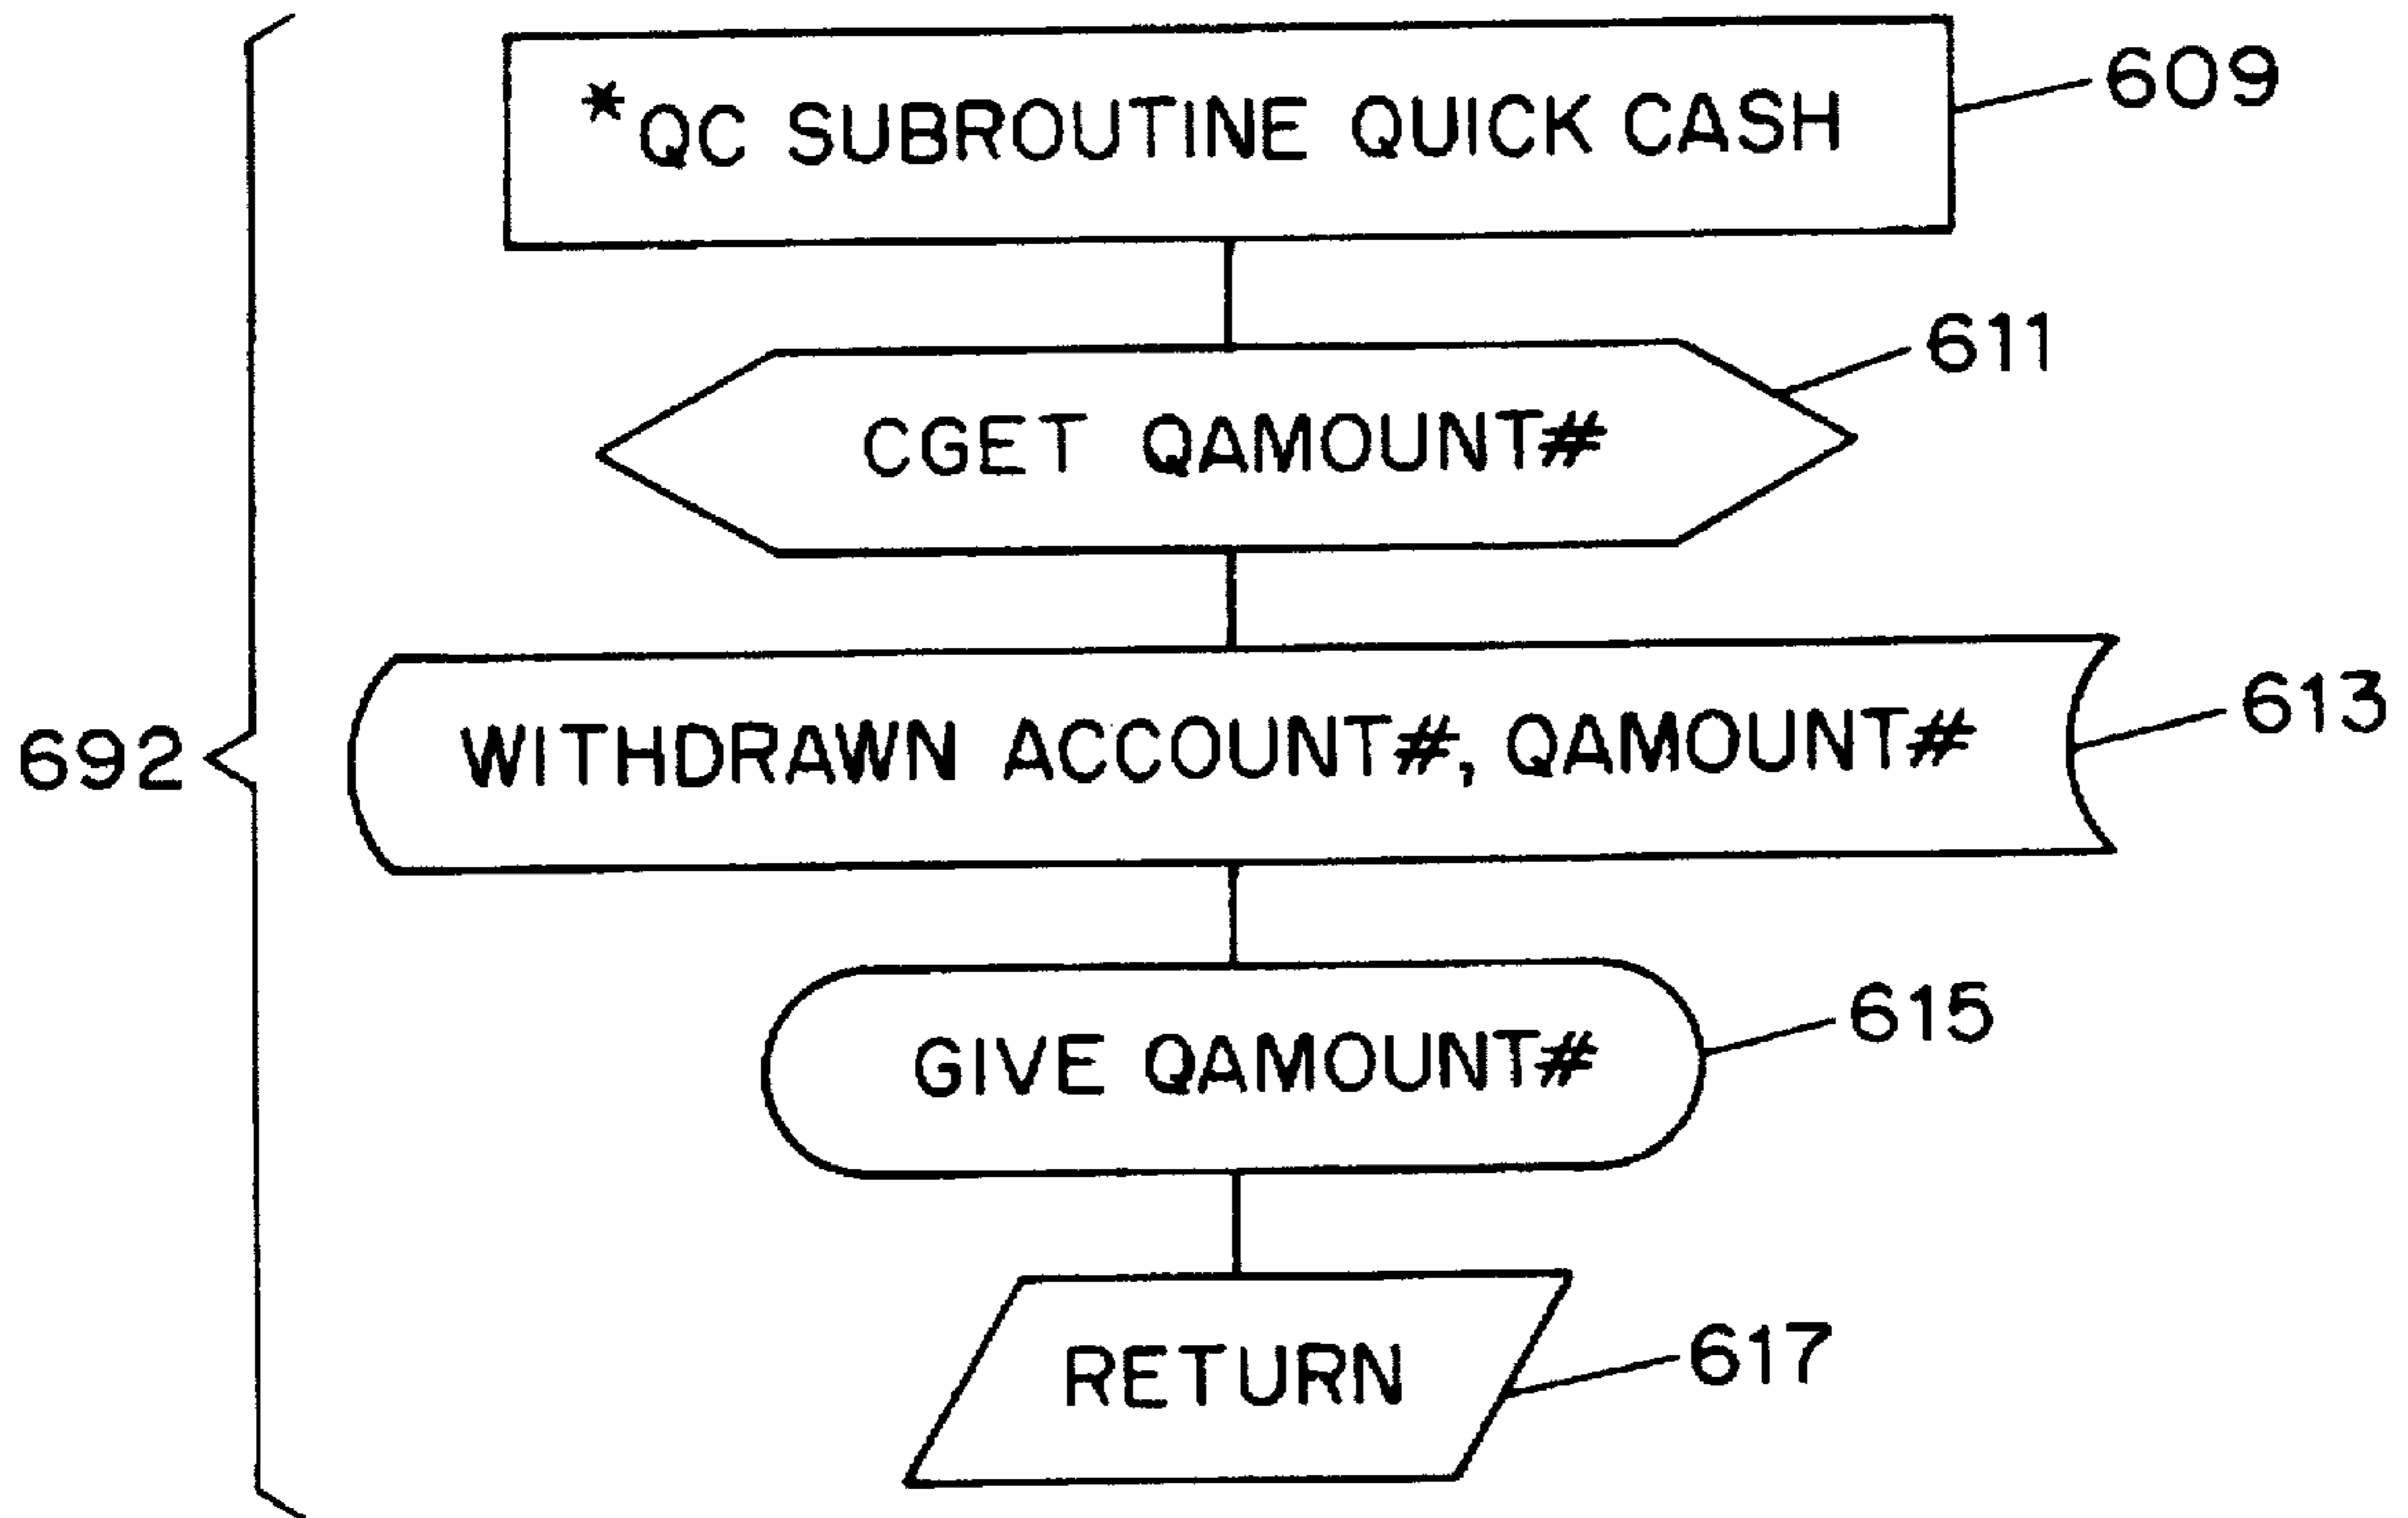 *QC SUBROUTINE QUICK CASH
609
CGET QAMOUNT#
611
WITHDRAWN ACCOUNT#, QAMOUNT#
613
692
GIVE QAMOUNT#
615
RETURN
617